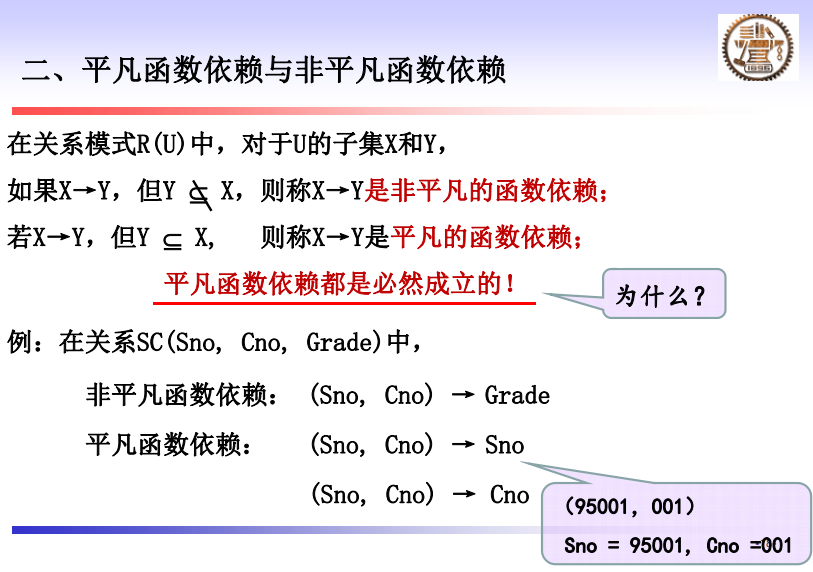 二、平凡函数依赖与非平凡函数依赖
1896
在关系模式R(U)中，对于U的子集X和Y，
如果X→Y，但Y ⊈ X，则称X→Y是非平凡的函数依赖；
若X→Y，但Y ⊆ X，  则称X→Y是平凡的函数依赖；
平凡函数依赖都是必然成立的！
为什么？
例：在关系SC(Sno, Cno, Grade)中，
非平凡函数依赖： (Sno, Cno) → Grade
平凡函数依赖：  (Sno, Cno) → Sno
(Sno, Cno) → Cno
（95001, 001）
Sno = 95001, Cno =001